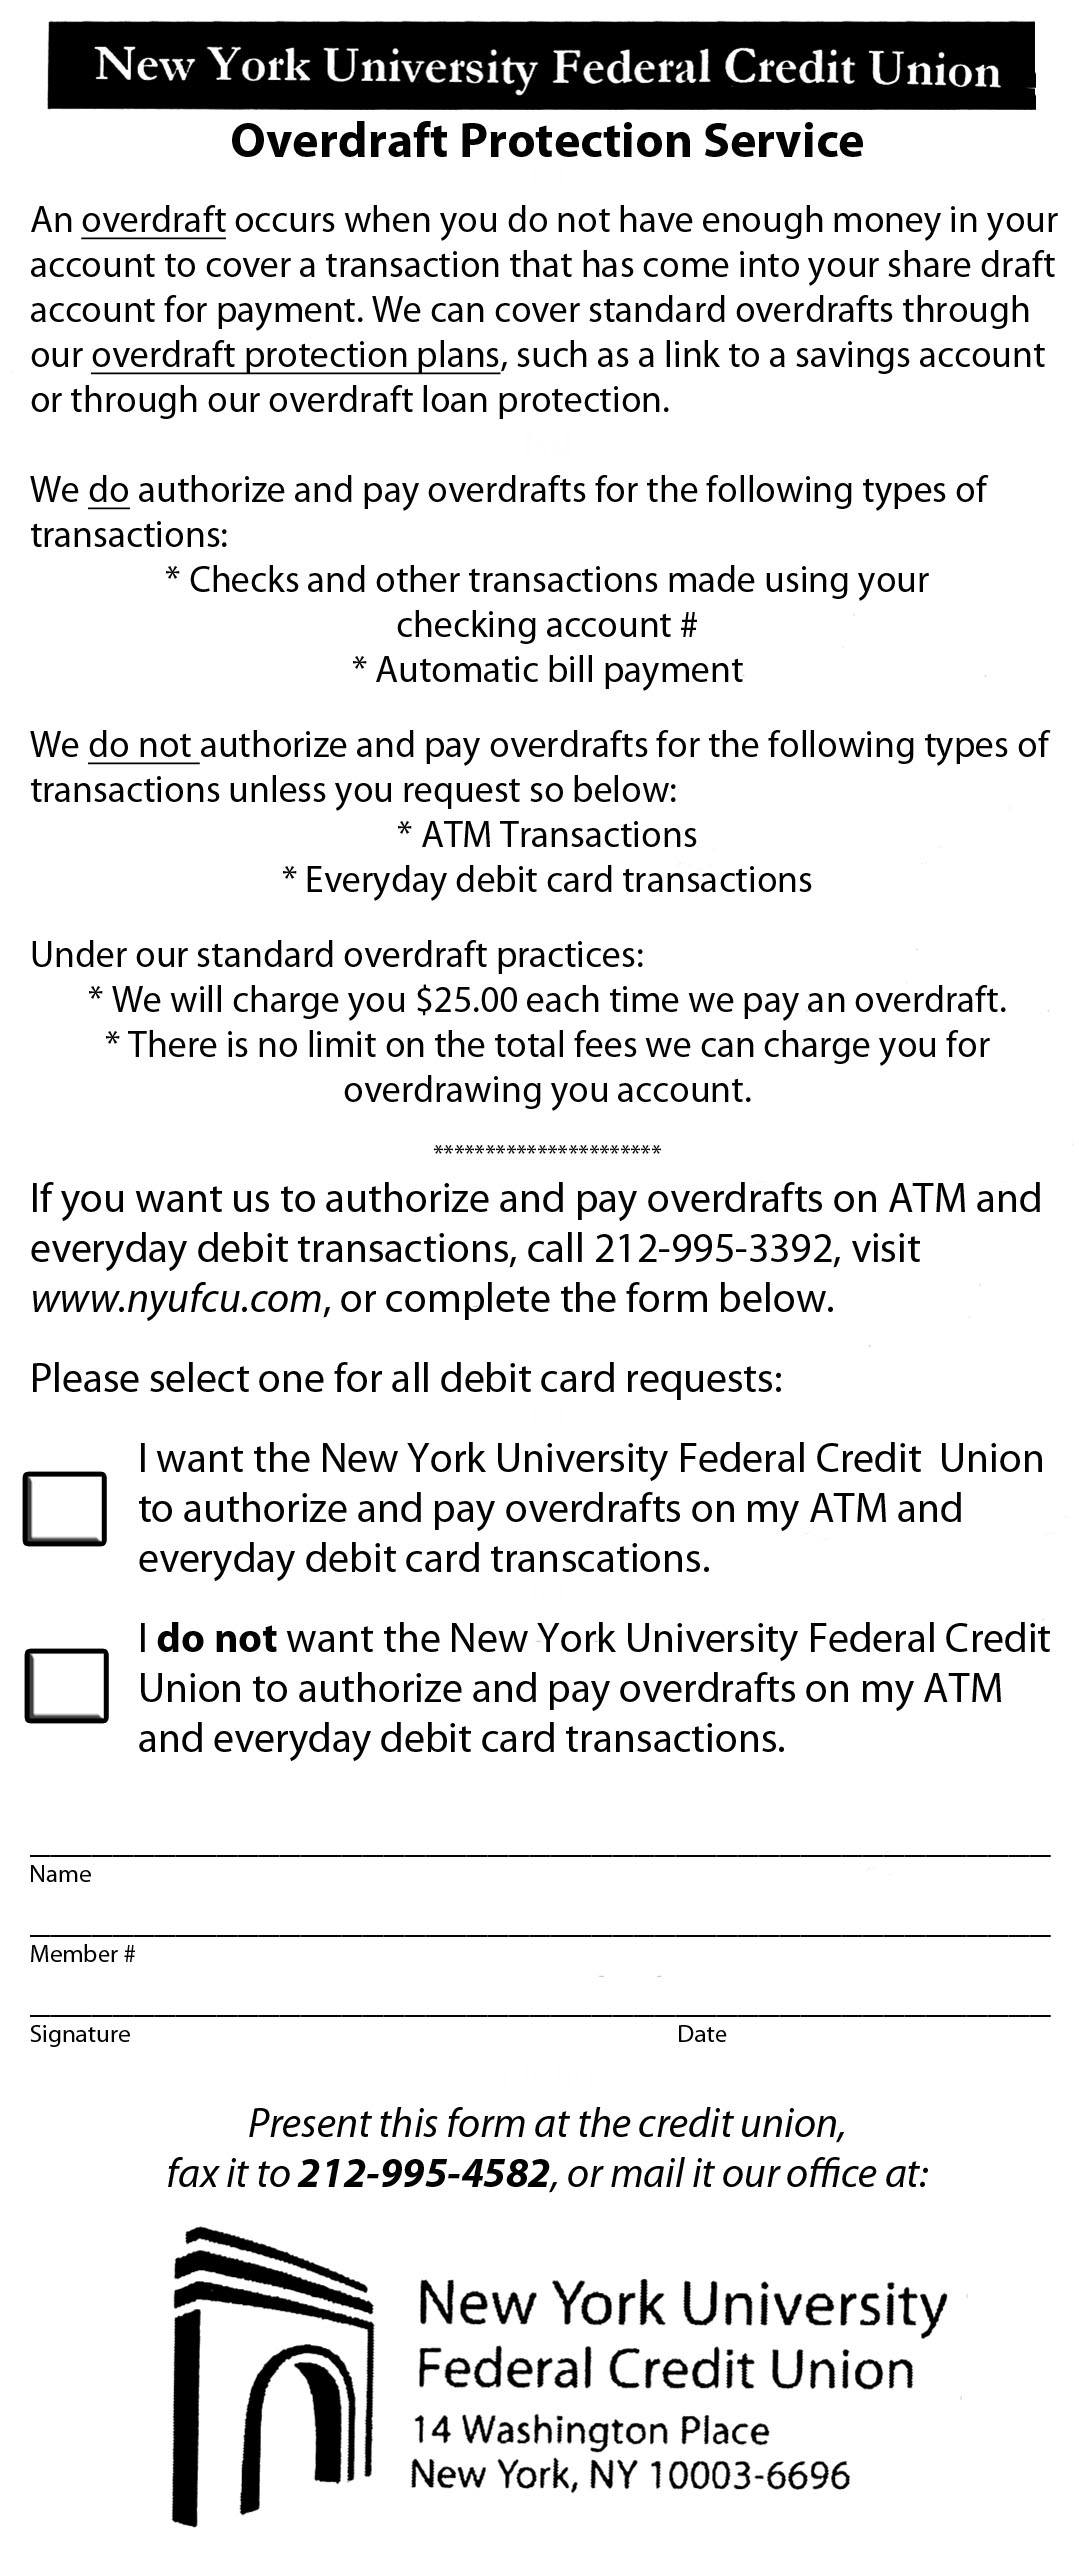 New York University Federal Credit Union
Overdraft Protection Service
An overdraft occurs when you do not have enough money in your
account to cover a transaction that has come into your share draft
account for payment. We can cover standard overdrafts through
our overdraft protection plans, such as a link to a savings account
or through our overdraft loan protection.
We do authorize and pay overdrafts for the following types of
transactions:
* Checks and other transactions made using your
checking account #
* Automatic bill payment
We do not authorize and pay overdrafts for the following types of
transactions unless you request so below:
* ATM Transactions
* Everyday debit card transactions
Under our standard overdraft practices:
* We will charge you $25.00 each time we pay an overdraft.
* There is no limit on the total fees we can charge you for
overdrawing you account.
**********************
If you want us to authorize and pay overdrafts on ATM and
everyday debit transactions, call 212-995-3392, visit
www.nyufcu.com, or complete the form below.
Please select one for all debit card requests:
I want the New York University Federal Credit Union
to authorize and pay overdrafts on my ATM and
everyday debit card transcations.
I do not want the New York University Federal Credit
Union to authorize and pay overdrafts on my ATM
and everyday debit card transactions.
Name
Member #
Signature Date
Present this form at the credit union,
fax it to 212-995-4582, or mail it our office at:
New York University
Federal Credit Union
14 Washington Place
New York, NY 10003-6696